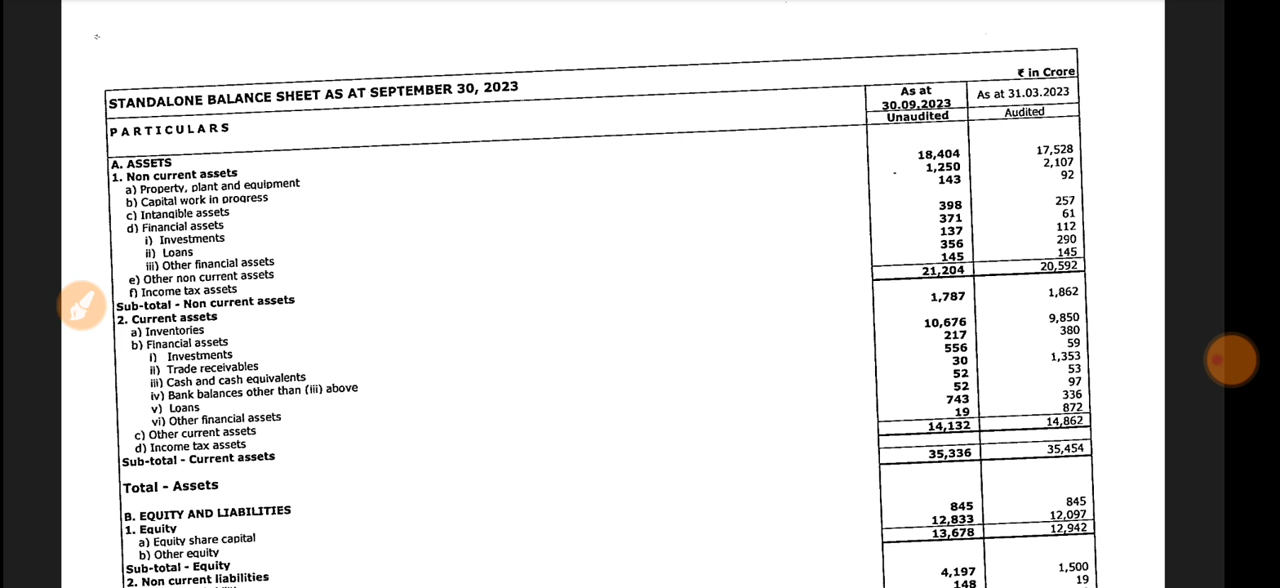 STANDALONE BALANCE SHEET AS AT SEPTEMBER 30, 2023
₹ in Crore
PARTICULARS As at 30.09.2023 Unaudited As at 31.03.2023 Audited
A. ASSETS
1. Non current assets
a) Property, plant and equipment 18,404 17,528
b) Capital work in progress 1,250 2,107
c) Intangible assets 143 92
d) Financial assets
i) Investments 398 257
ii) Loans 371 61
iii) Other financial assets 137 112
e) Other non current assets 356 290
f) Income tax assets 145 145
Sub-total - Non current assets 21,204 20,592
2. Current assets
a) Inventories 1,787 1,862
b) Financial assets
i) Investments 10,676 9,850
ii) Trade receivables 217 380
iii) Cash and cash equivalents 556 59
iv) Bank balances other than (iii) above 30 1,353
v) Loans 52 53
vi) Other financial assets 52 97
c) Other current assets 743 336
d) Income tax assets 19 872
Sub-total - Current assets 14,132 14,862
Total - Assets 35,336 35,454
B. EQUITY AND LIABILITIES
1. Equity
a) Equity share capital 845 845
b) Other equity 12,833 12,097
Sub-total - Equity 13,678 12,942
2. Non current liabilities
4,197 1,500
148 19